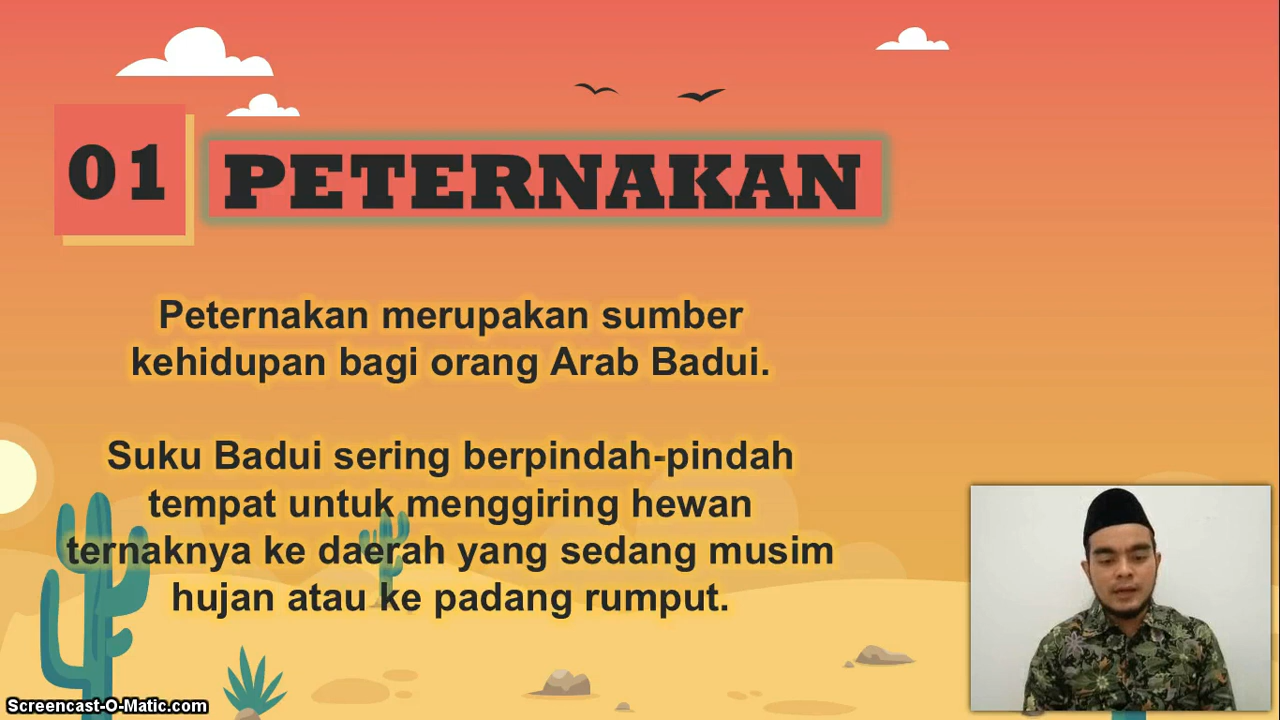 01
PETERNAKAN
Peternakan merupakan sumber
kehidupan bagi orang Arab Badui.
Suku Badui sering berpindah-pindah
tempat untuk menggiring hewan
ternaknya ke daerah yang sedang musim
hujan atau ke padang rumput.
Screencast-O-Matic.com